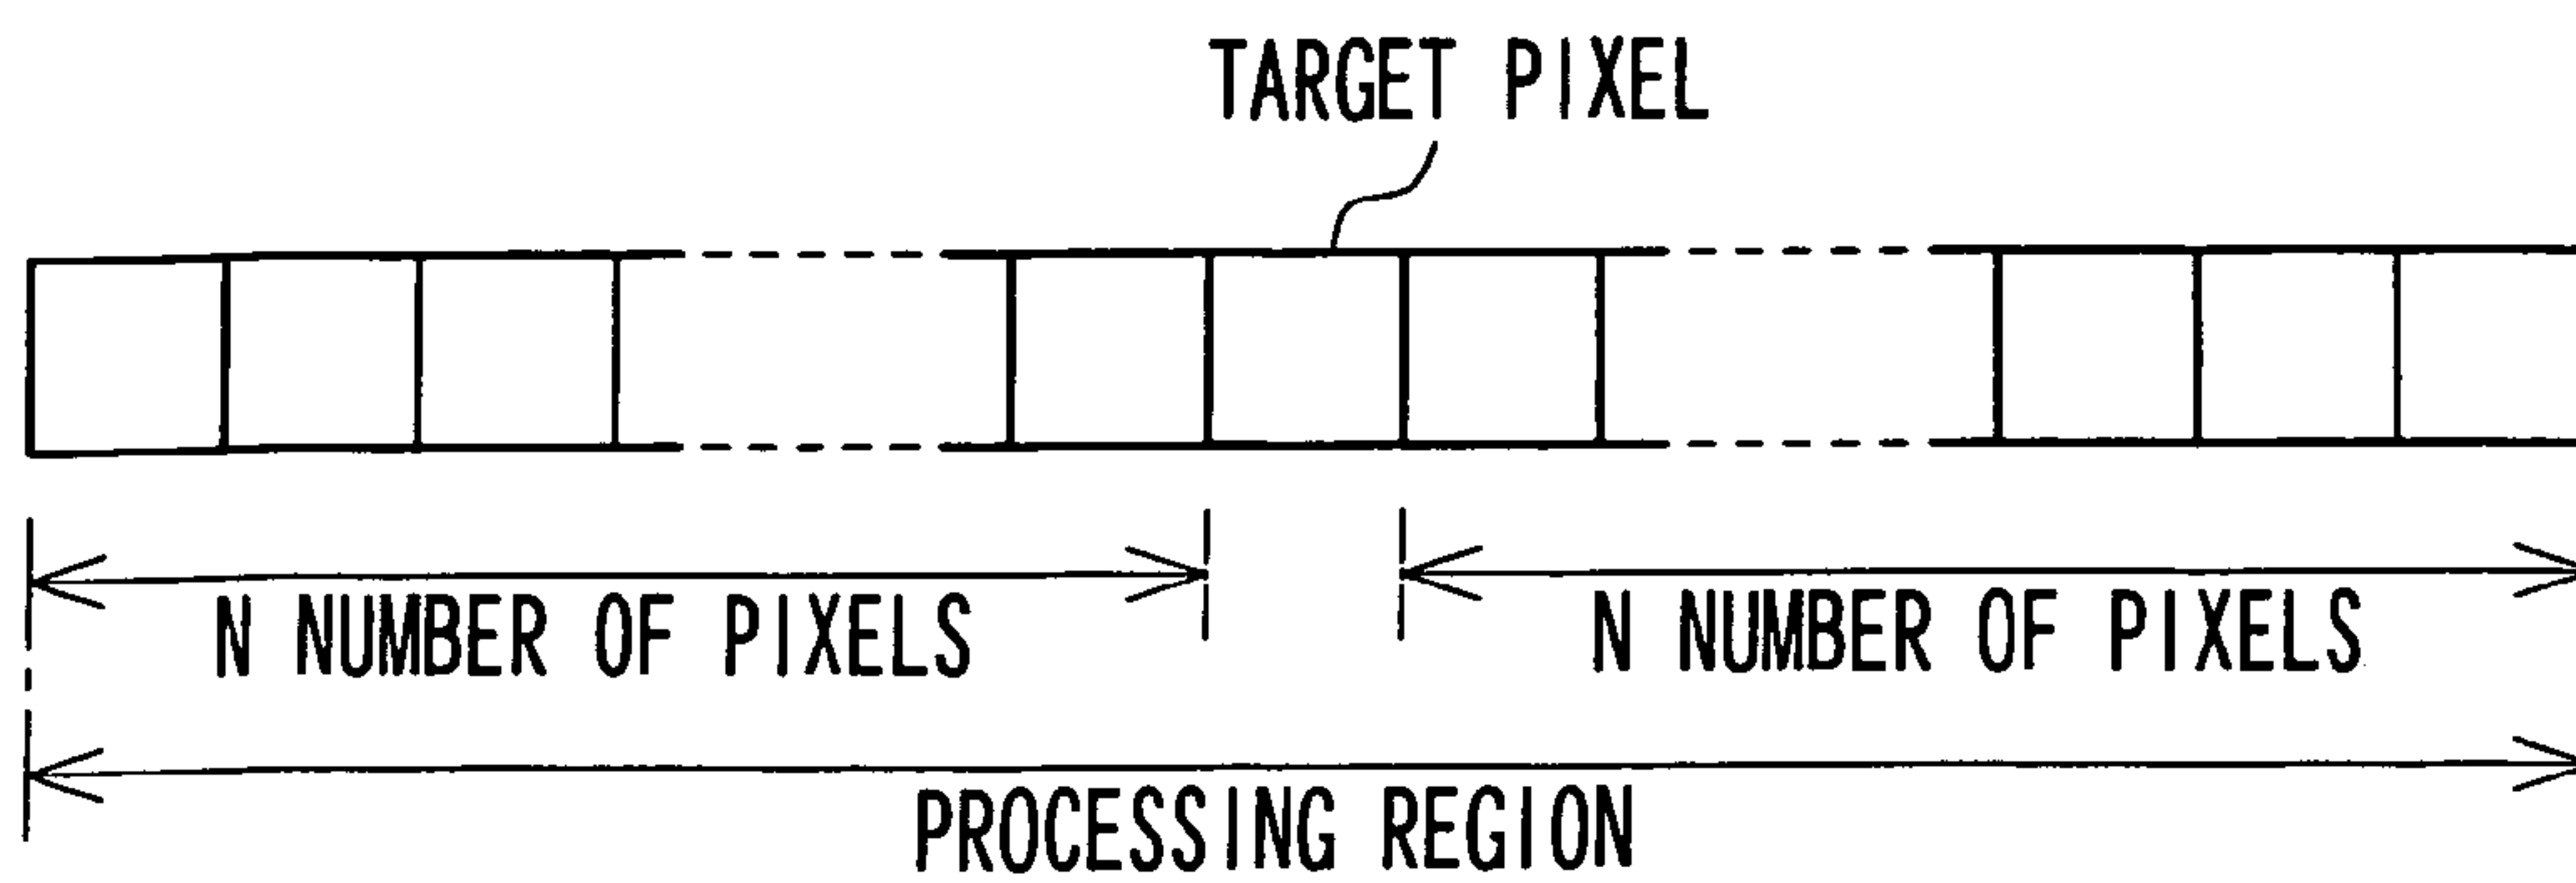 TARGET PIXEL
N NUMBER OF PIXELS
N NUMBER OF PIXELS
PROCESSING REGION